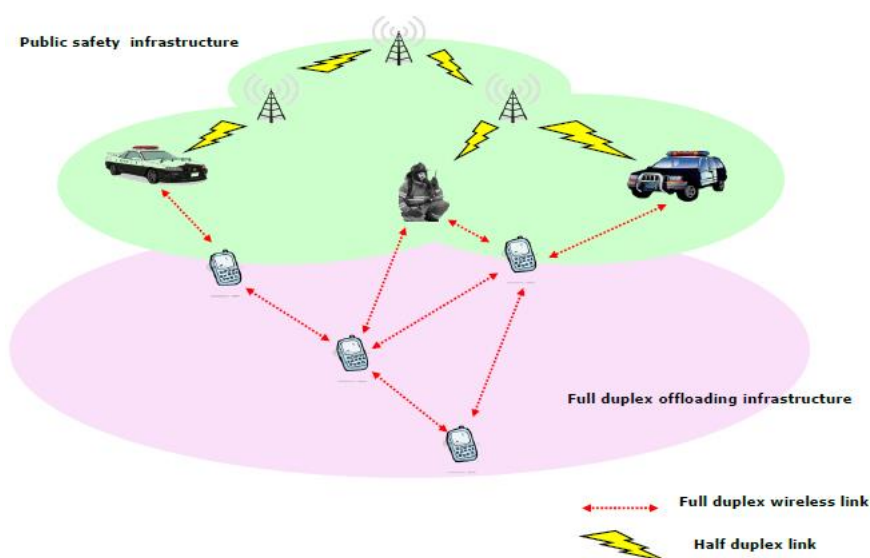 Public safety infrastructure
Full duplex offloading infrastructure
Full duplex wireless link
Half duplex link